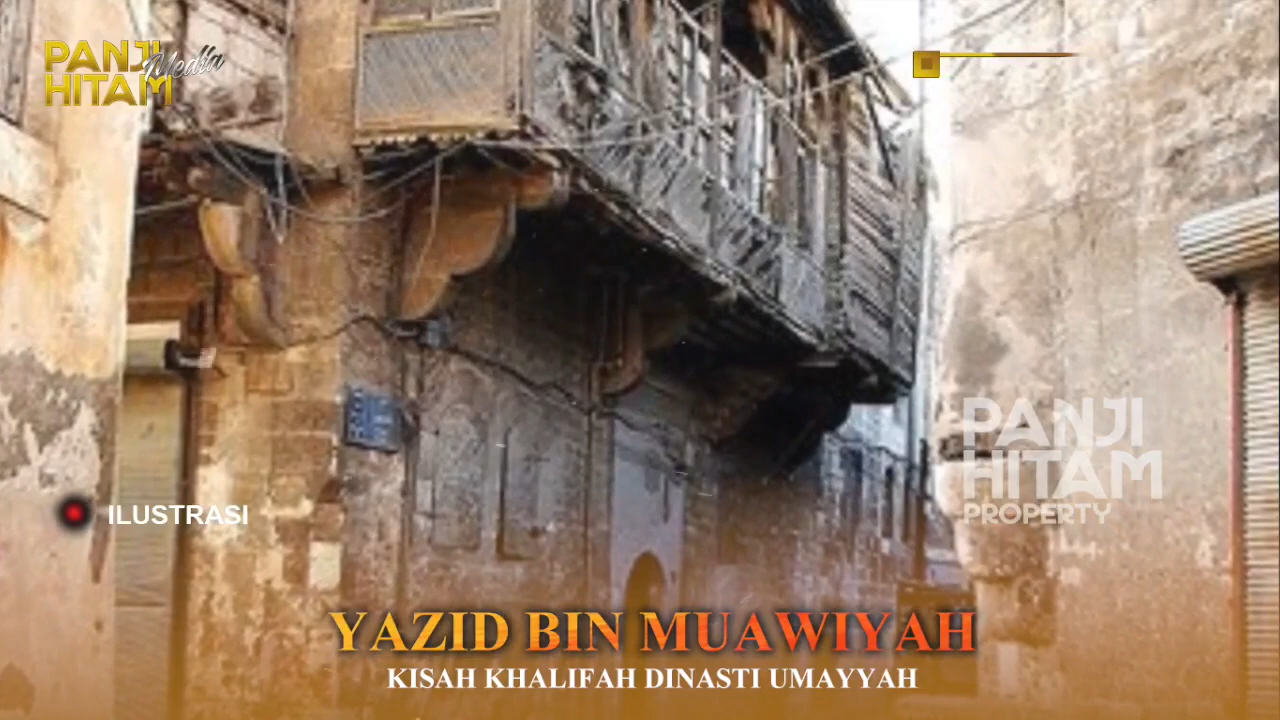 PANJI
HITAM
Media
ILUSTRASI
PANJI
HITAM
PROPERTY
YAZID BIN MUAWIYAH
KISAH KHALIFAH DINASTI UMAYYAH